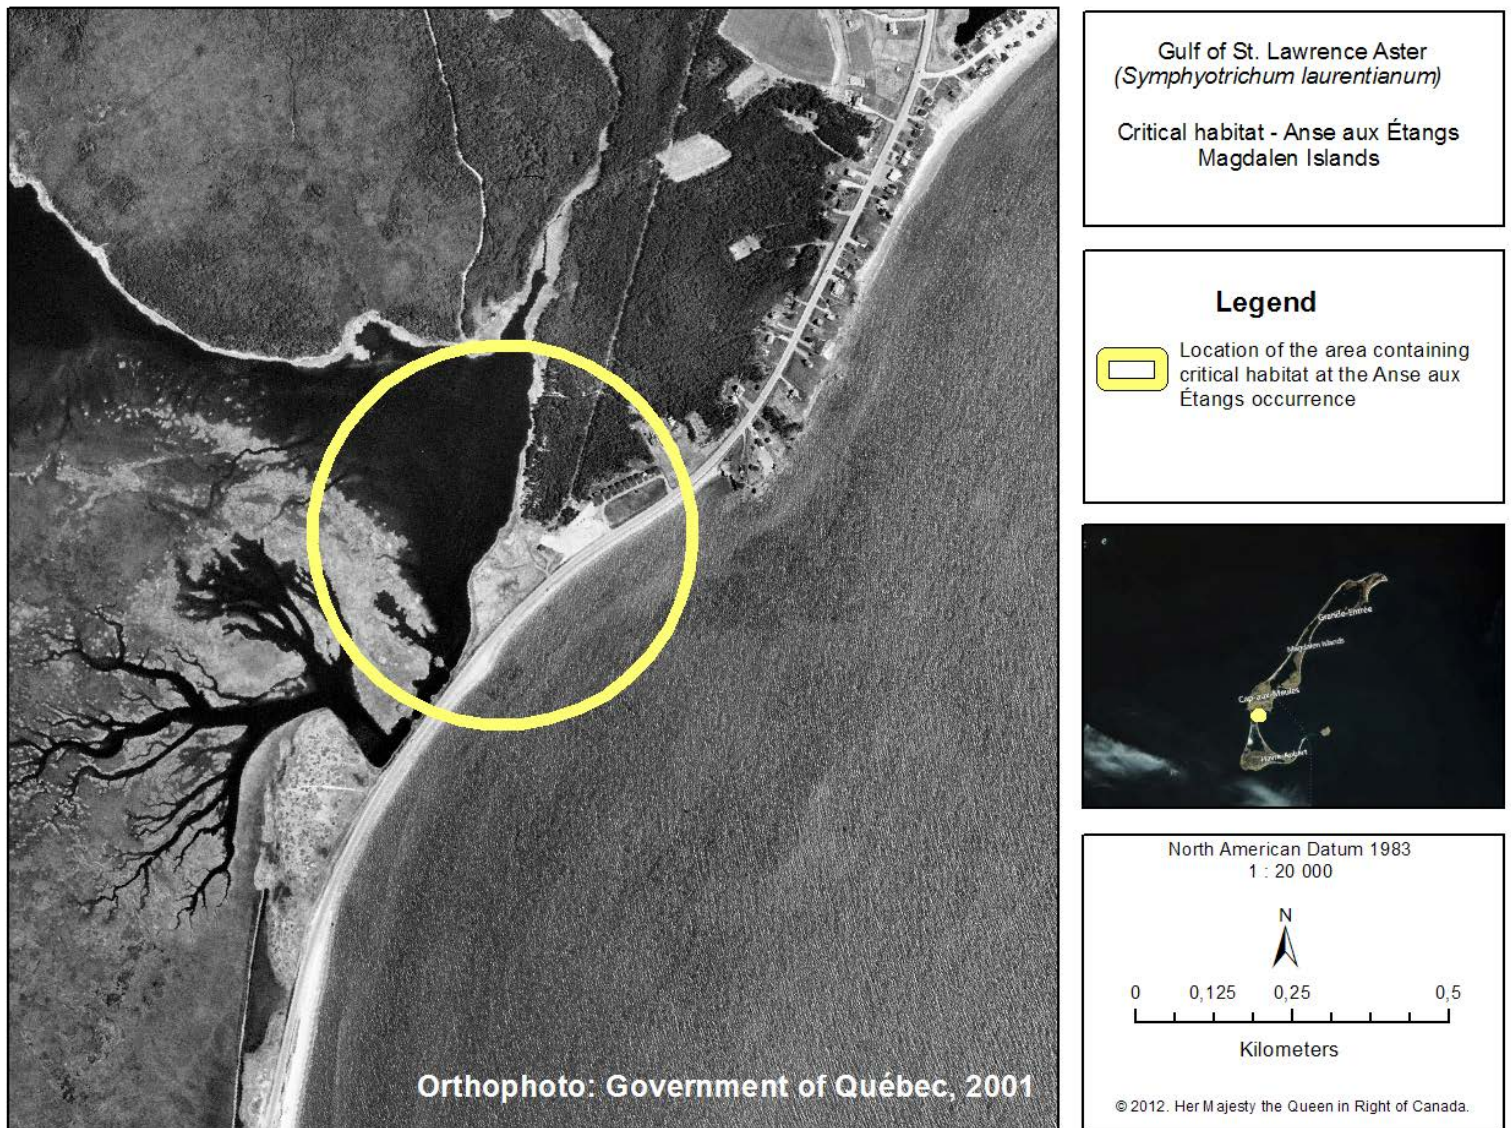 Gulf of St. Lawrence Aster
(Symphyotrichum laurentianum)
Critical habitat - Anse aux Étangs
Magdalen Islands
Legend
Location of the area containing
critical habitat at the Anse aux
Étangs occurrence
Grande-Entrée
Magdalen Islands
Cap-aux-Meules
Havre-Aubert
North American Datum 1983
1 : 20 000
N
0 0,125 0,25 0,5
Kilometers
© 2012. Her Majesty the Queen in Right of Canada.
Orthophoto: Government of Québec, 2001